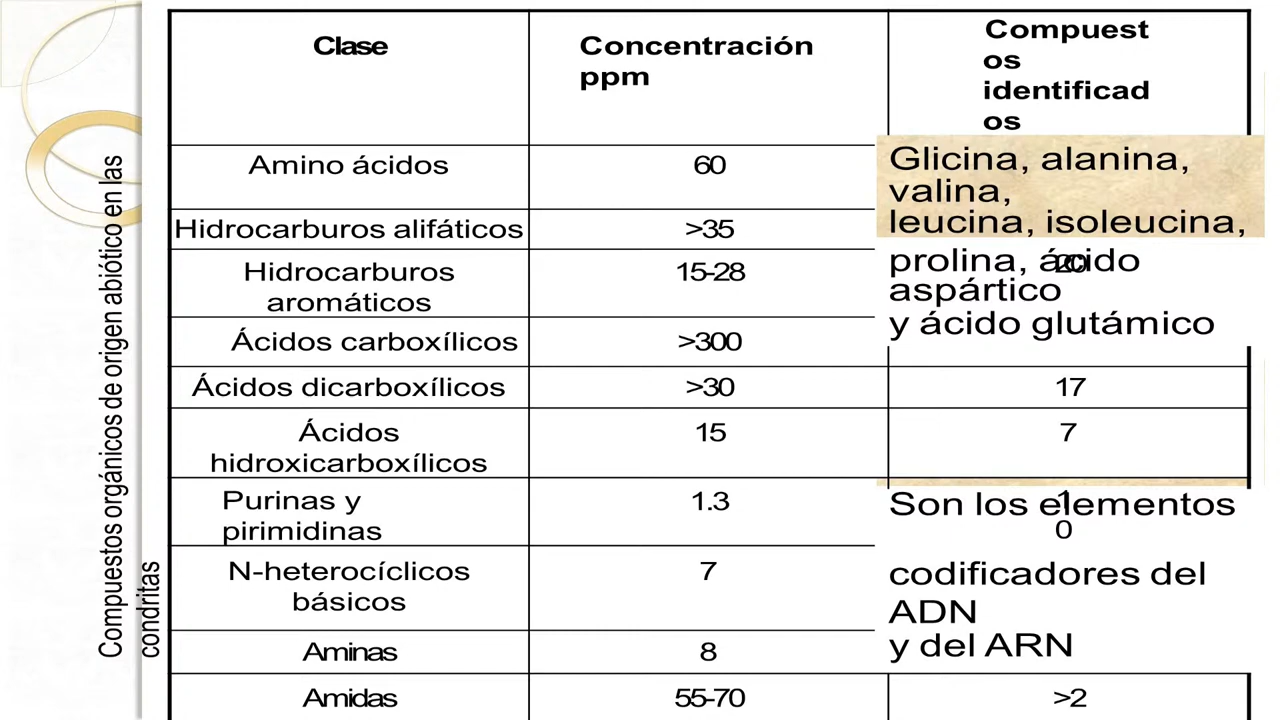 Compuestos orgánicos de origen abiótico en las
condritas
Clase
Concentración
ppm
Compuest
os
identificad
os
Amino ácidos
60
Glicina, alanina,
valina,
leucina, isoleucina,
prolina, ácido
aspártico
y ácido glutámico
Hidrocarburos alifáticos
>35
Hidrocarburos
aromáticos
15-28
20
Ácidos carboxílicos
>300
Ácidos dicarboxílicos
>30
17
Ácidos
hidroxicarboxílicos
15
7
Purinas y
pirimidinas
1.3
1
0
Son los elementos
codificadores del
ADN
y del ARN
N-heterocíclicos
básicos
7
Aminas
8
Amidas
55-70
>2